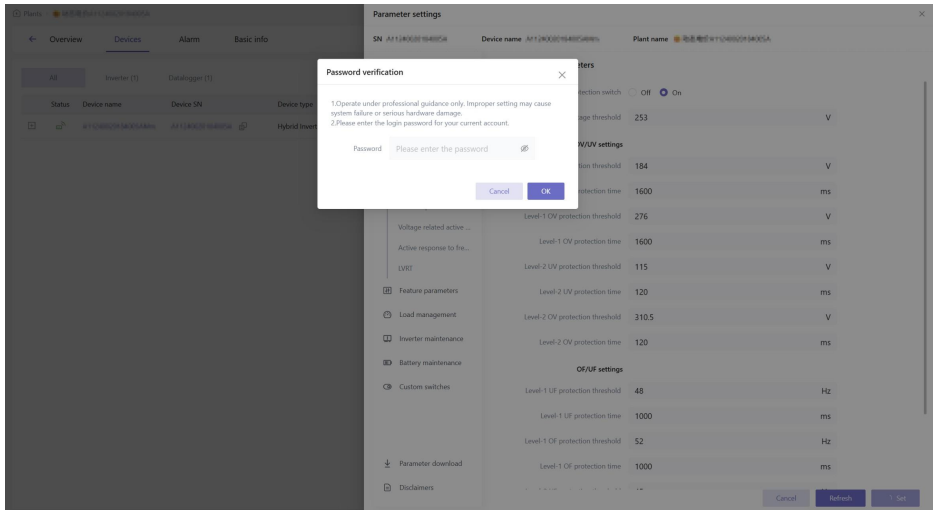 Plants
Parameter settings
Overview
Devices
Alarm
Basic info
SN
Device name
Plant name
All
Inverter (1)
Datalogger (1)
Status
Device name
Device SN
Device type
Hybrid Invert
Password verification
1.Operate under professional guidance only. Improper setting may cause
system failure or serious hardware damage.
2.Please enter the login password for your current account.
Password
Please enter the password
Cancel
OK
eters
tection switch
Off
On
age threshold
253
V
OV/UV settings
tion threshold
184
V
rotection time
1600
ms
Level-1 OV protection threshold
276
V
Voltage related active ...
Level-1 OV protection time
1600
ms
Active response to fre...
LVRT
Level-2 UV protection threshold
115
V
Feature parameters
Level-2 UV protection time
120
ms
Load management
Level-2 OV protection threshold
310.5
V
Inverter maintenance
Level-2 OV protection time
120
ms
Battery maintenance
OF/UF settings
Custom switches
Level-1 UF protection threshold
48
Hz
Level-1 UF protection time
1000
ms
Level-1 OF protection threshold
52
Hz
Parameter download
Level-1 OF protection time
1000
ms
Disclaimers
Cancel
Refresh
Set